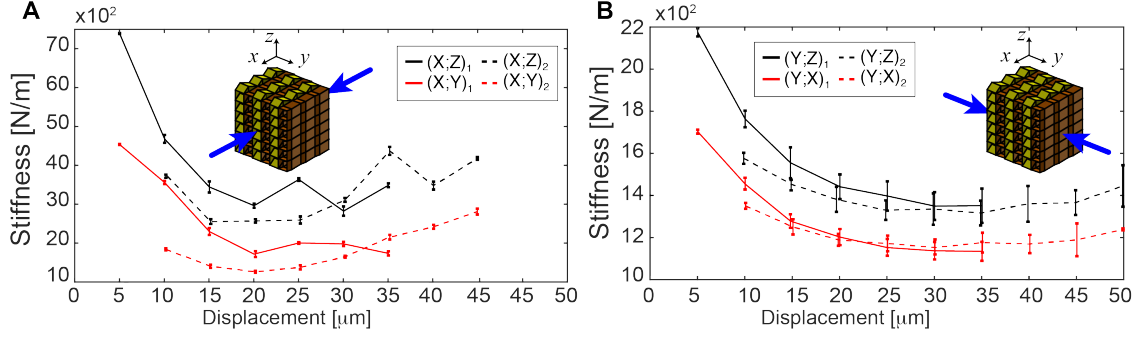 A
x10²
70
60
50
40
30
20
10
0 5 10 15 20 25 30 35 40 45 50
Displacement [μm]
Stiffness [N/m]
z
x y
(X;Z)₁ (X;Z)₂
(X;Y)₁ (X;Y)₂
B
x10²
22
20
18
16
14
12
10
0 5 10 15 20 25 30 35 40 45 50
Displacement [μm]
Stiffness [N/m]
z
x y
(Y;Z)₁ (Y;Z)₂
(Y;X)₁ (Y;X)₂